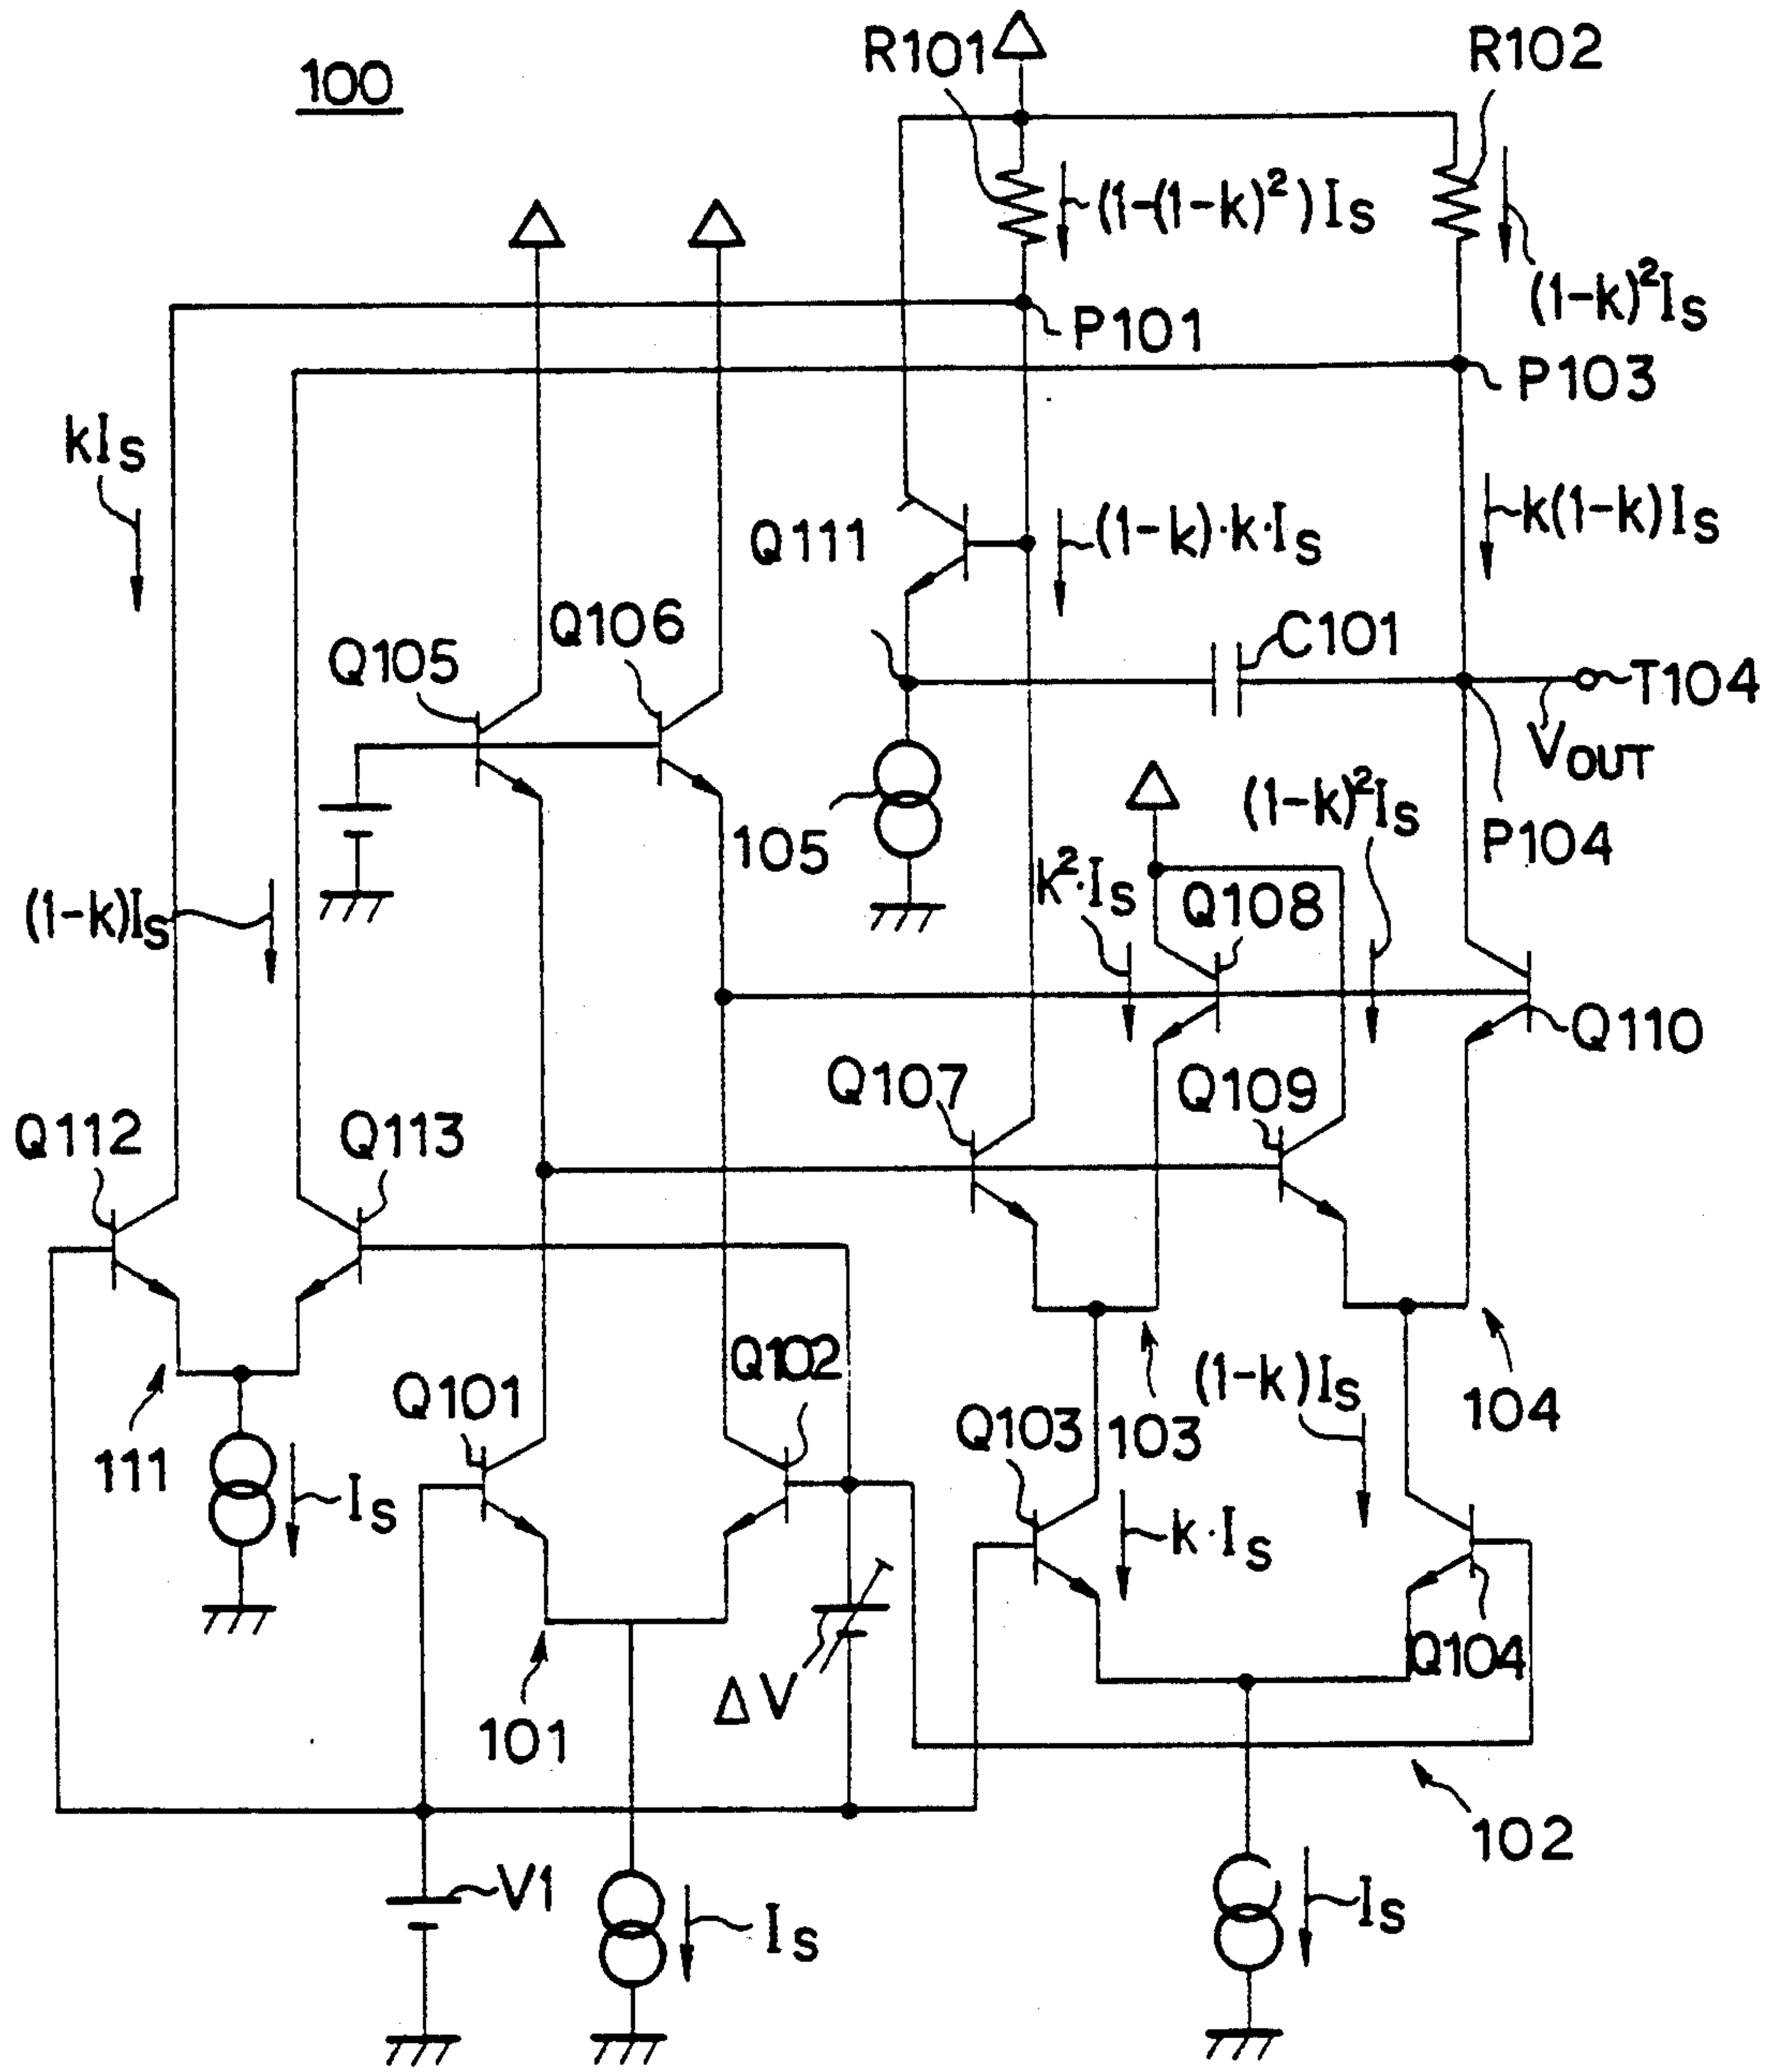 100
R101
R102
(1-(1-k)²)Is
(1-k)²Is
P101
P103
kIs
Q111
(1-k)·k·Is
k(1-k)Is
C101
T104
VOUT
Q105
Q106
105
(1-k)²Is
P104
(1-k)Is
k²·Is
Q108
Q110
Q107
Q109
Q112
Q113
Q102
Q101
(1-k)Is
104
Q103
103
111
Is
k·Is
Q104
ΔV
101
102
V1
Is
Is